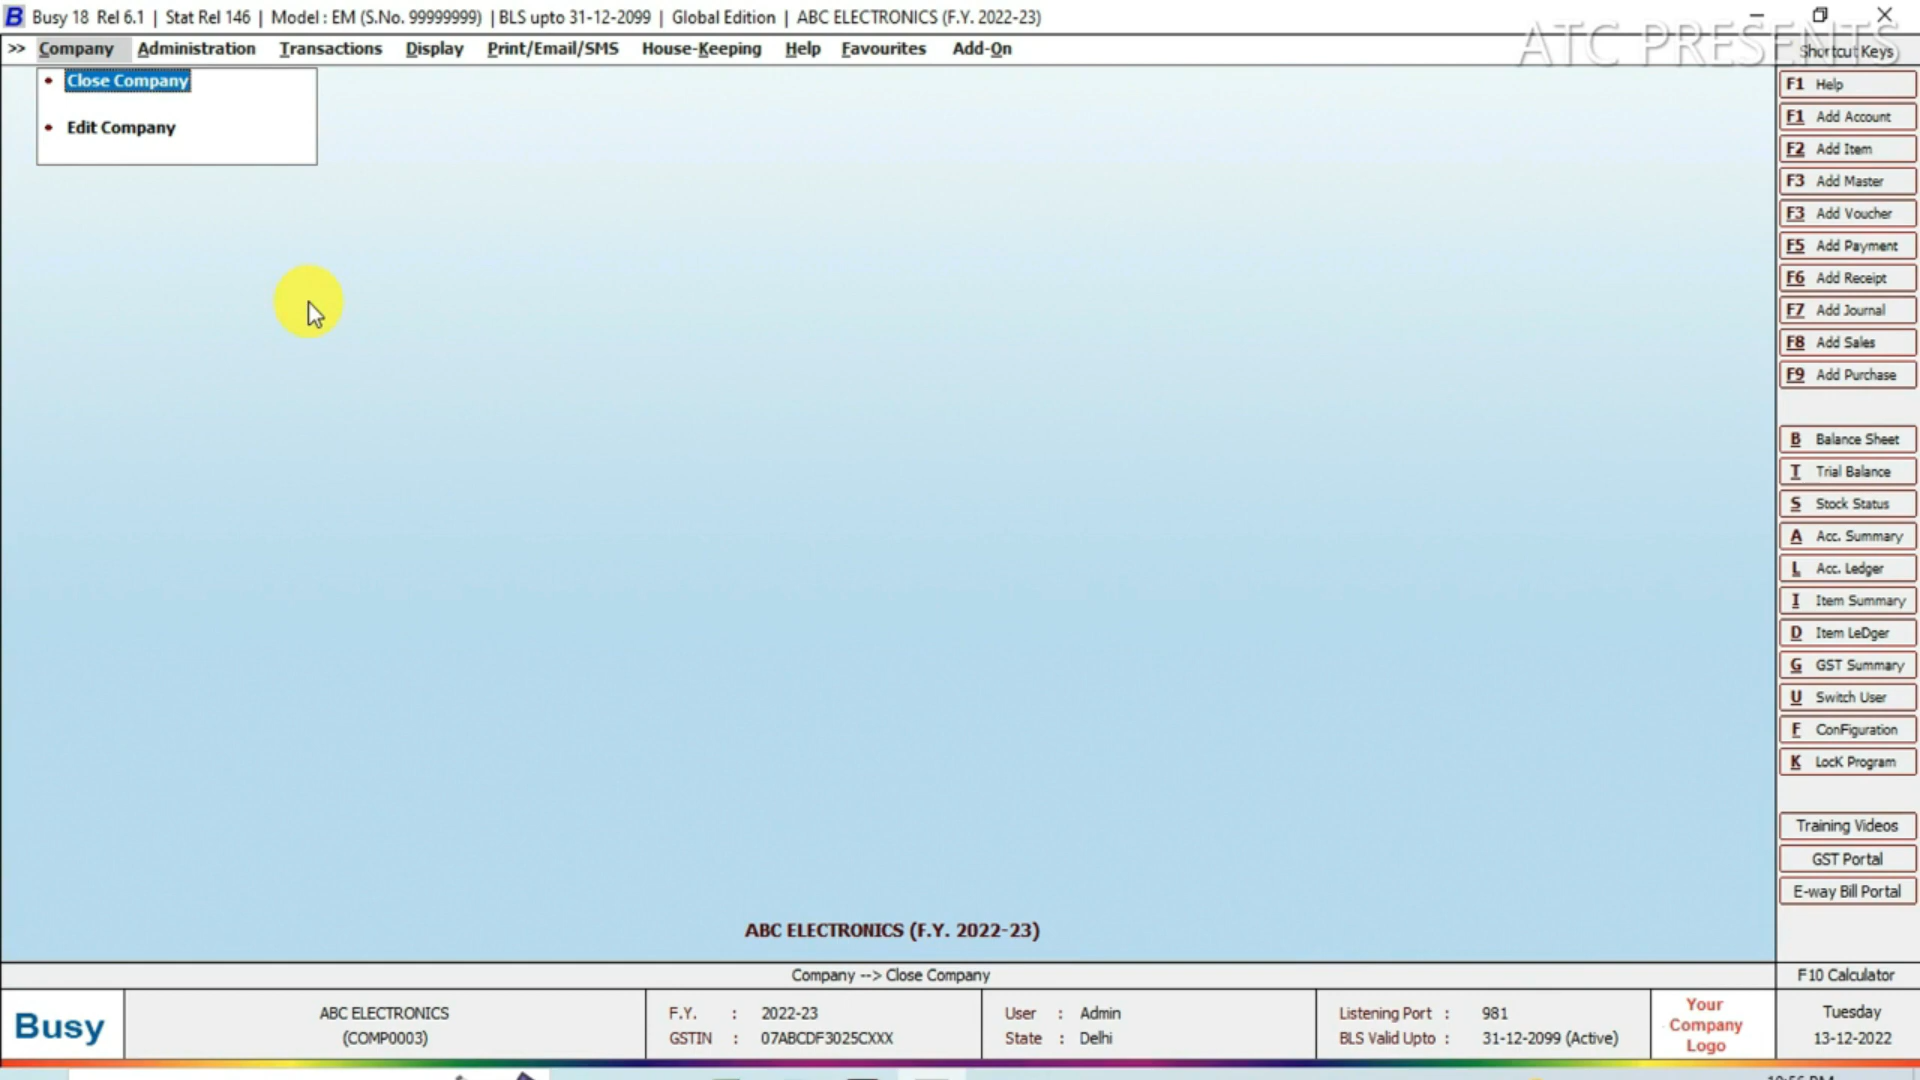 B Busy 18 Rel 6.1 | Stat Rel 146 | Model : EM (S.No. 99999999) | BLS upto 31-12-2099 | Global Edition | ABC ELECTRONICS (F.Y. 2022-23)
ATC PRESENTS
>> Company Administration Transactions Display Print/Email/SMS House-Keeping Help Favourites Add-On
Shortcut Keys
Close Company
Edit Company
F1 Help
F1 Add Account
F2 Add Item
F3 Add Master
F3 Add Voucher
F5 Add Payment
F6 Add Receipt
F7 Add Journal
F8 Add Sales
F9 Add Purchase
B Balance Sheet
T Trial Balance
S Stock Status
A Acc. Summary
L Acc. Ledger
I Item Summary
D Item LeDger
G GST Summary
U Switch User
F ConFiguration
K LocK Program
Training Videos
GST Portal
E-way Bill Portal
ABC ELECTRONICS (F.Y. 2022-23)
Company --> Close Company
F10 Calculator
Busy
ABC ELECTRONICS
(COMP0003)
F.Y. : 2022-23
GSTIN : 07ABCDF3025CXXX
User : Admin
State : Delhi
Listening Port : 981
BLS Valid Upto : 31-12-2099 (Active)
Your
Company
Logo
Tuesday
13-12-2022